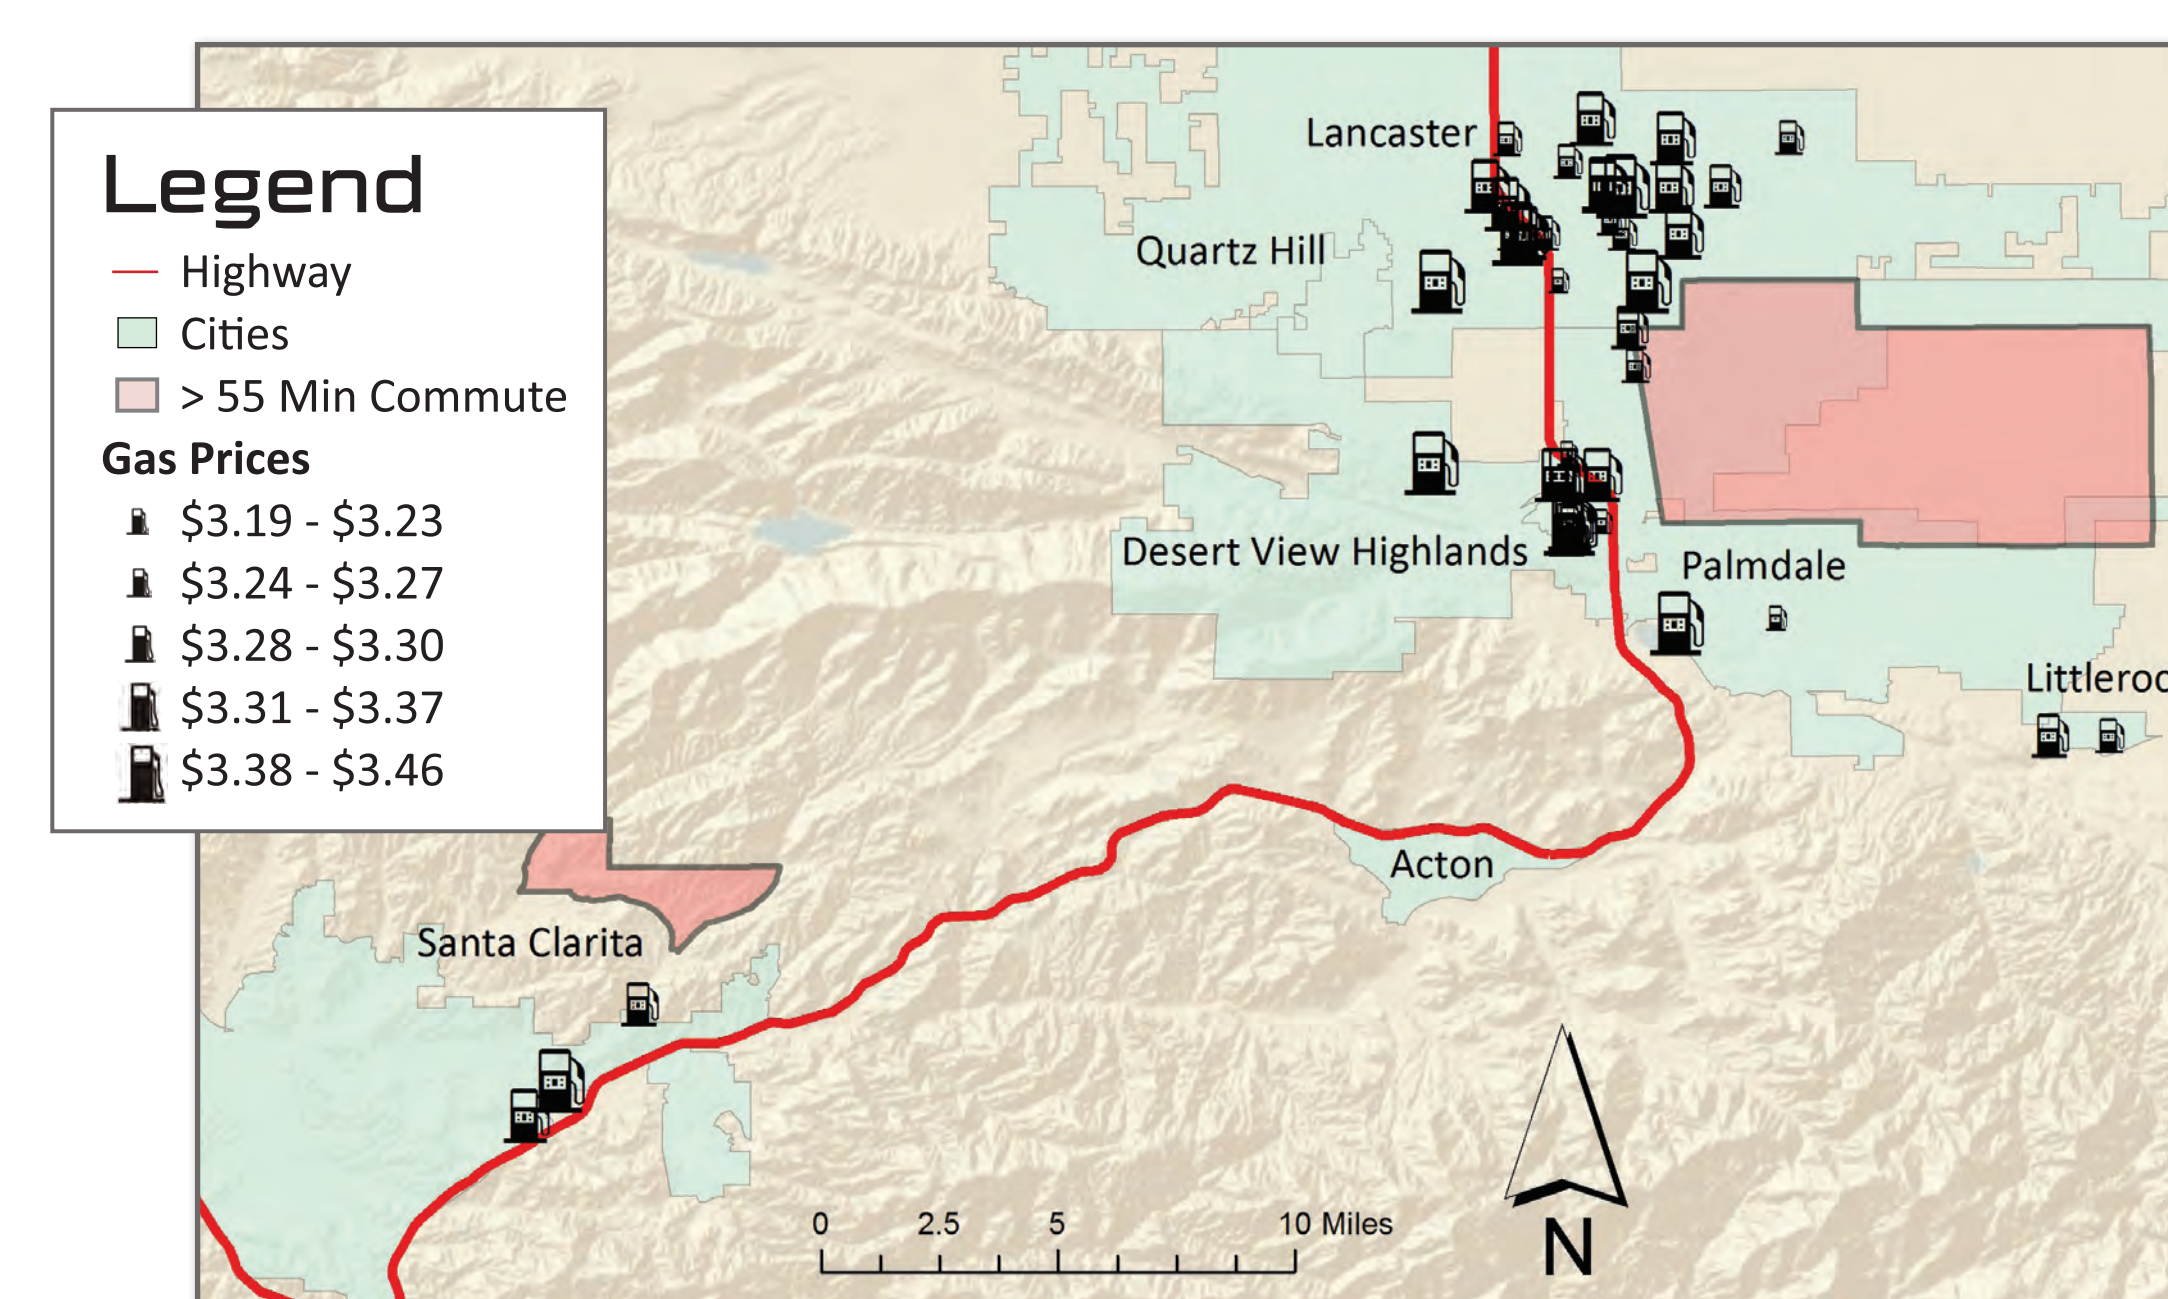 Legend
Highway
Cities
> 55 Min Commute
Gas Prices
$3.19 - $3.23
$3.24 - $3.27
$3.28 - $3.30
$3.31 - $3.37
$3.38 - $3.46
Lancaster
Quartz Hill
Desert View Highlands
Palmdale
Littleroc
Acton
Santa Clarita
0 2.5 5 10 Miles
N